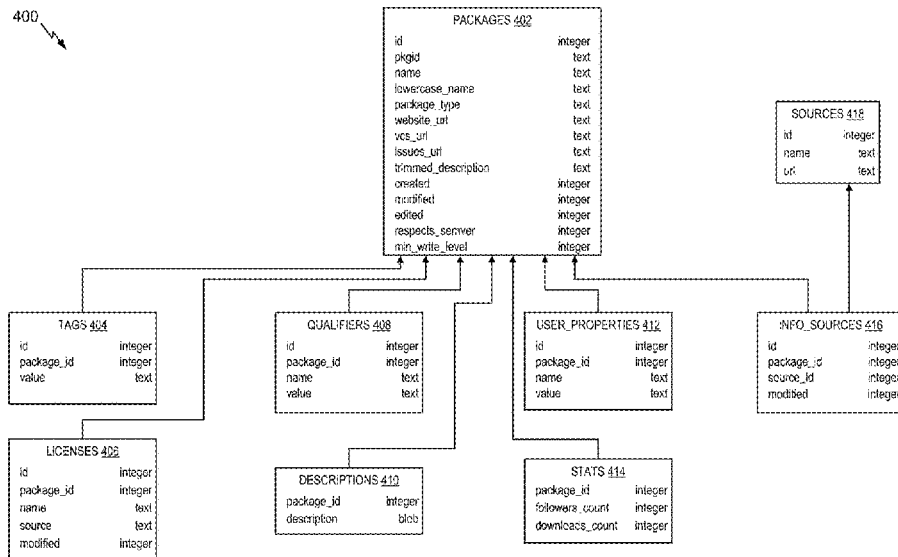 400
PACKAGES 402
id integer
pkgid text
name text
lowercase_name text
package_type text
website_url text
vcs_url text
issues_url text
trimmed_description text
created integer
modified integer
edited integer
respects_semver integer
min_write_level integer
SOURCES 418
id integer
name text
url text
TAGS 404
id integer
package_id integer
value text
QUALIFIERS 408
id integer
package_id integer
name text
value text
USER_PROPERTIES 412
id integer
package_id integer
name text
value text
INFO_SOURCES 416
id integer
package_id integer
source_id integer
modified integer
LICENSES 406
id integer
package_id integer
name text
source text
modified integer
DESCRIPTIONS 410
package_id integer
description blob
STATS 414
package_id integer
followers_count integer
downloads_count integer